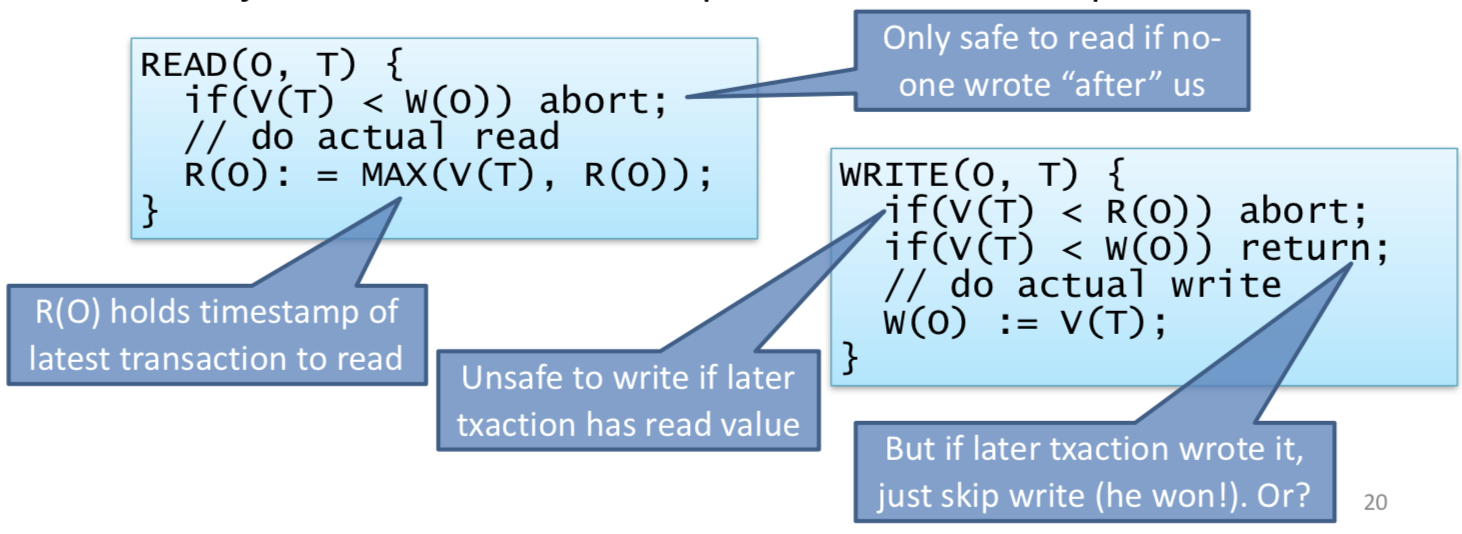 READ(O, T) {
if(V(T) < W(O)) abort;
// do actual read
R(O): = MAX(V(T), R(O));
}
Only safe to read if no-
one wrote “after” us
WRITE(O, T) {
if(V(T) < R(O)) abort;
if(V(T) < W(O)) return;
// do actual write
W(O) := V(T);
}
R(O) holds timestamp of
latest transaction to read
Unsafe to write if later
txaction has read value
But if later txaction wrote it,
just skip write (he won!). Or?
20